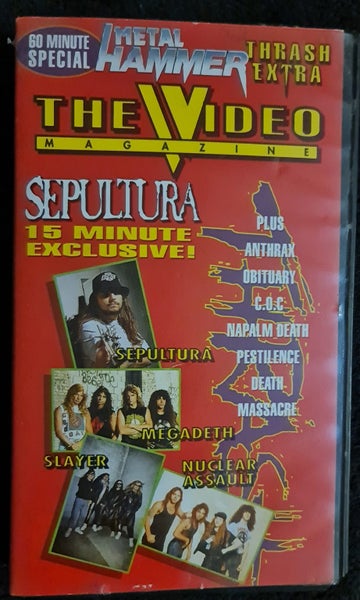 60 MINUTE
SPECIAL
METAL
HAMMER
THRASH
EXTRA
THE VIDEO
MAGAZINE
SEPULTURA
15 MINUTE
EXCLUSIVE!
PLUS
ANTHRAX
OBITUARY
C.O.C
NAPALM DEATH
PESTILENCE
DEATH
MASSACRE
SEPULTURA
MEGADETH
SLAYER
NUCLEAR
ASSAULT